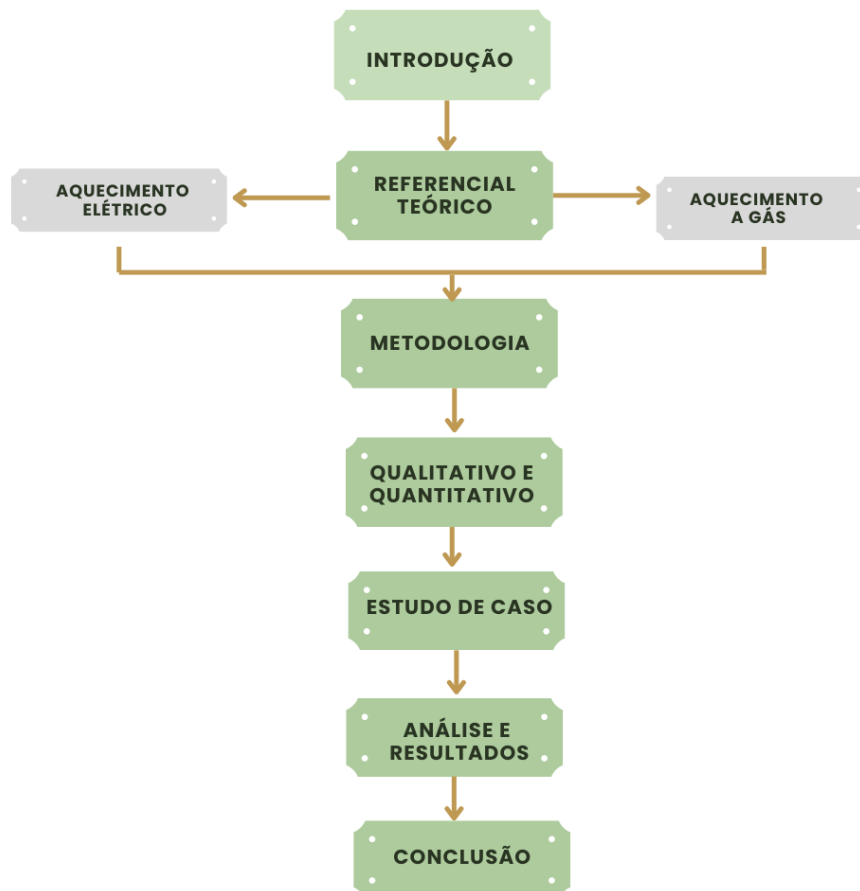 INTRODUÇÃO
REFERENCIAL
TEÓRICO
AQUECIMENTO
ELÉTRICO
AQUECIMENTO
A GÁS
METODOLOGIA
QUALITATIVO E
QUANTITATIVO
ESTUDO DE CASO
ANÁLISE E
RESULTADOS
CONCLUSÃO